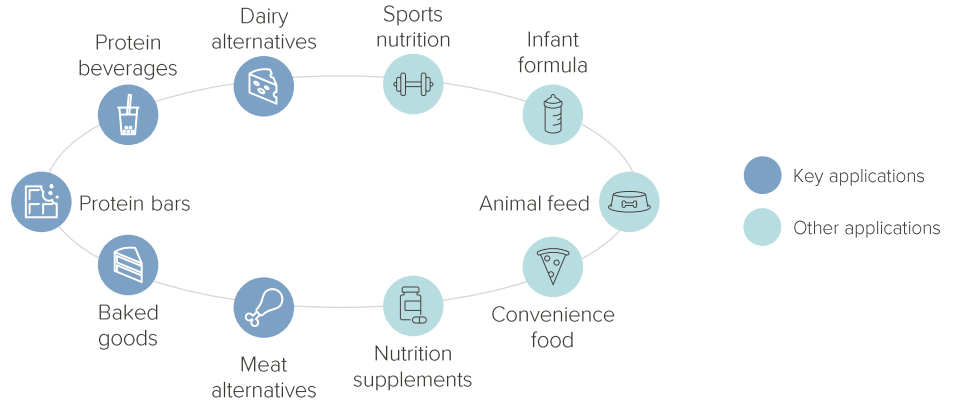 Dairy
alternatives
Sports
nutrition
Protein
beverages
Infant
formula
Protein bars
Animal feed
Key applications
Other applications
Baked
goods
Convenience
food
Meat
alternatives
Nutrition
supplements